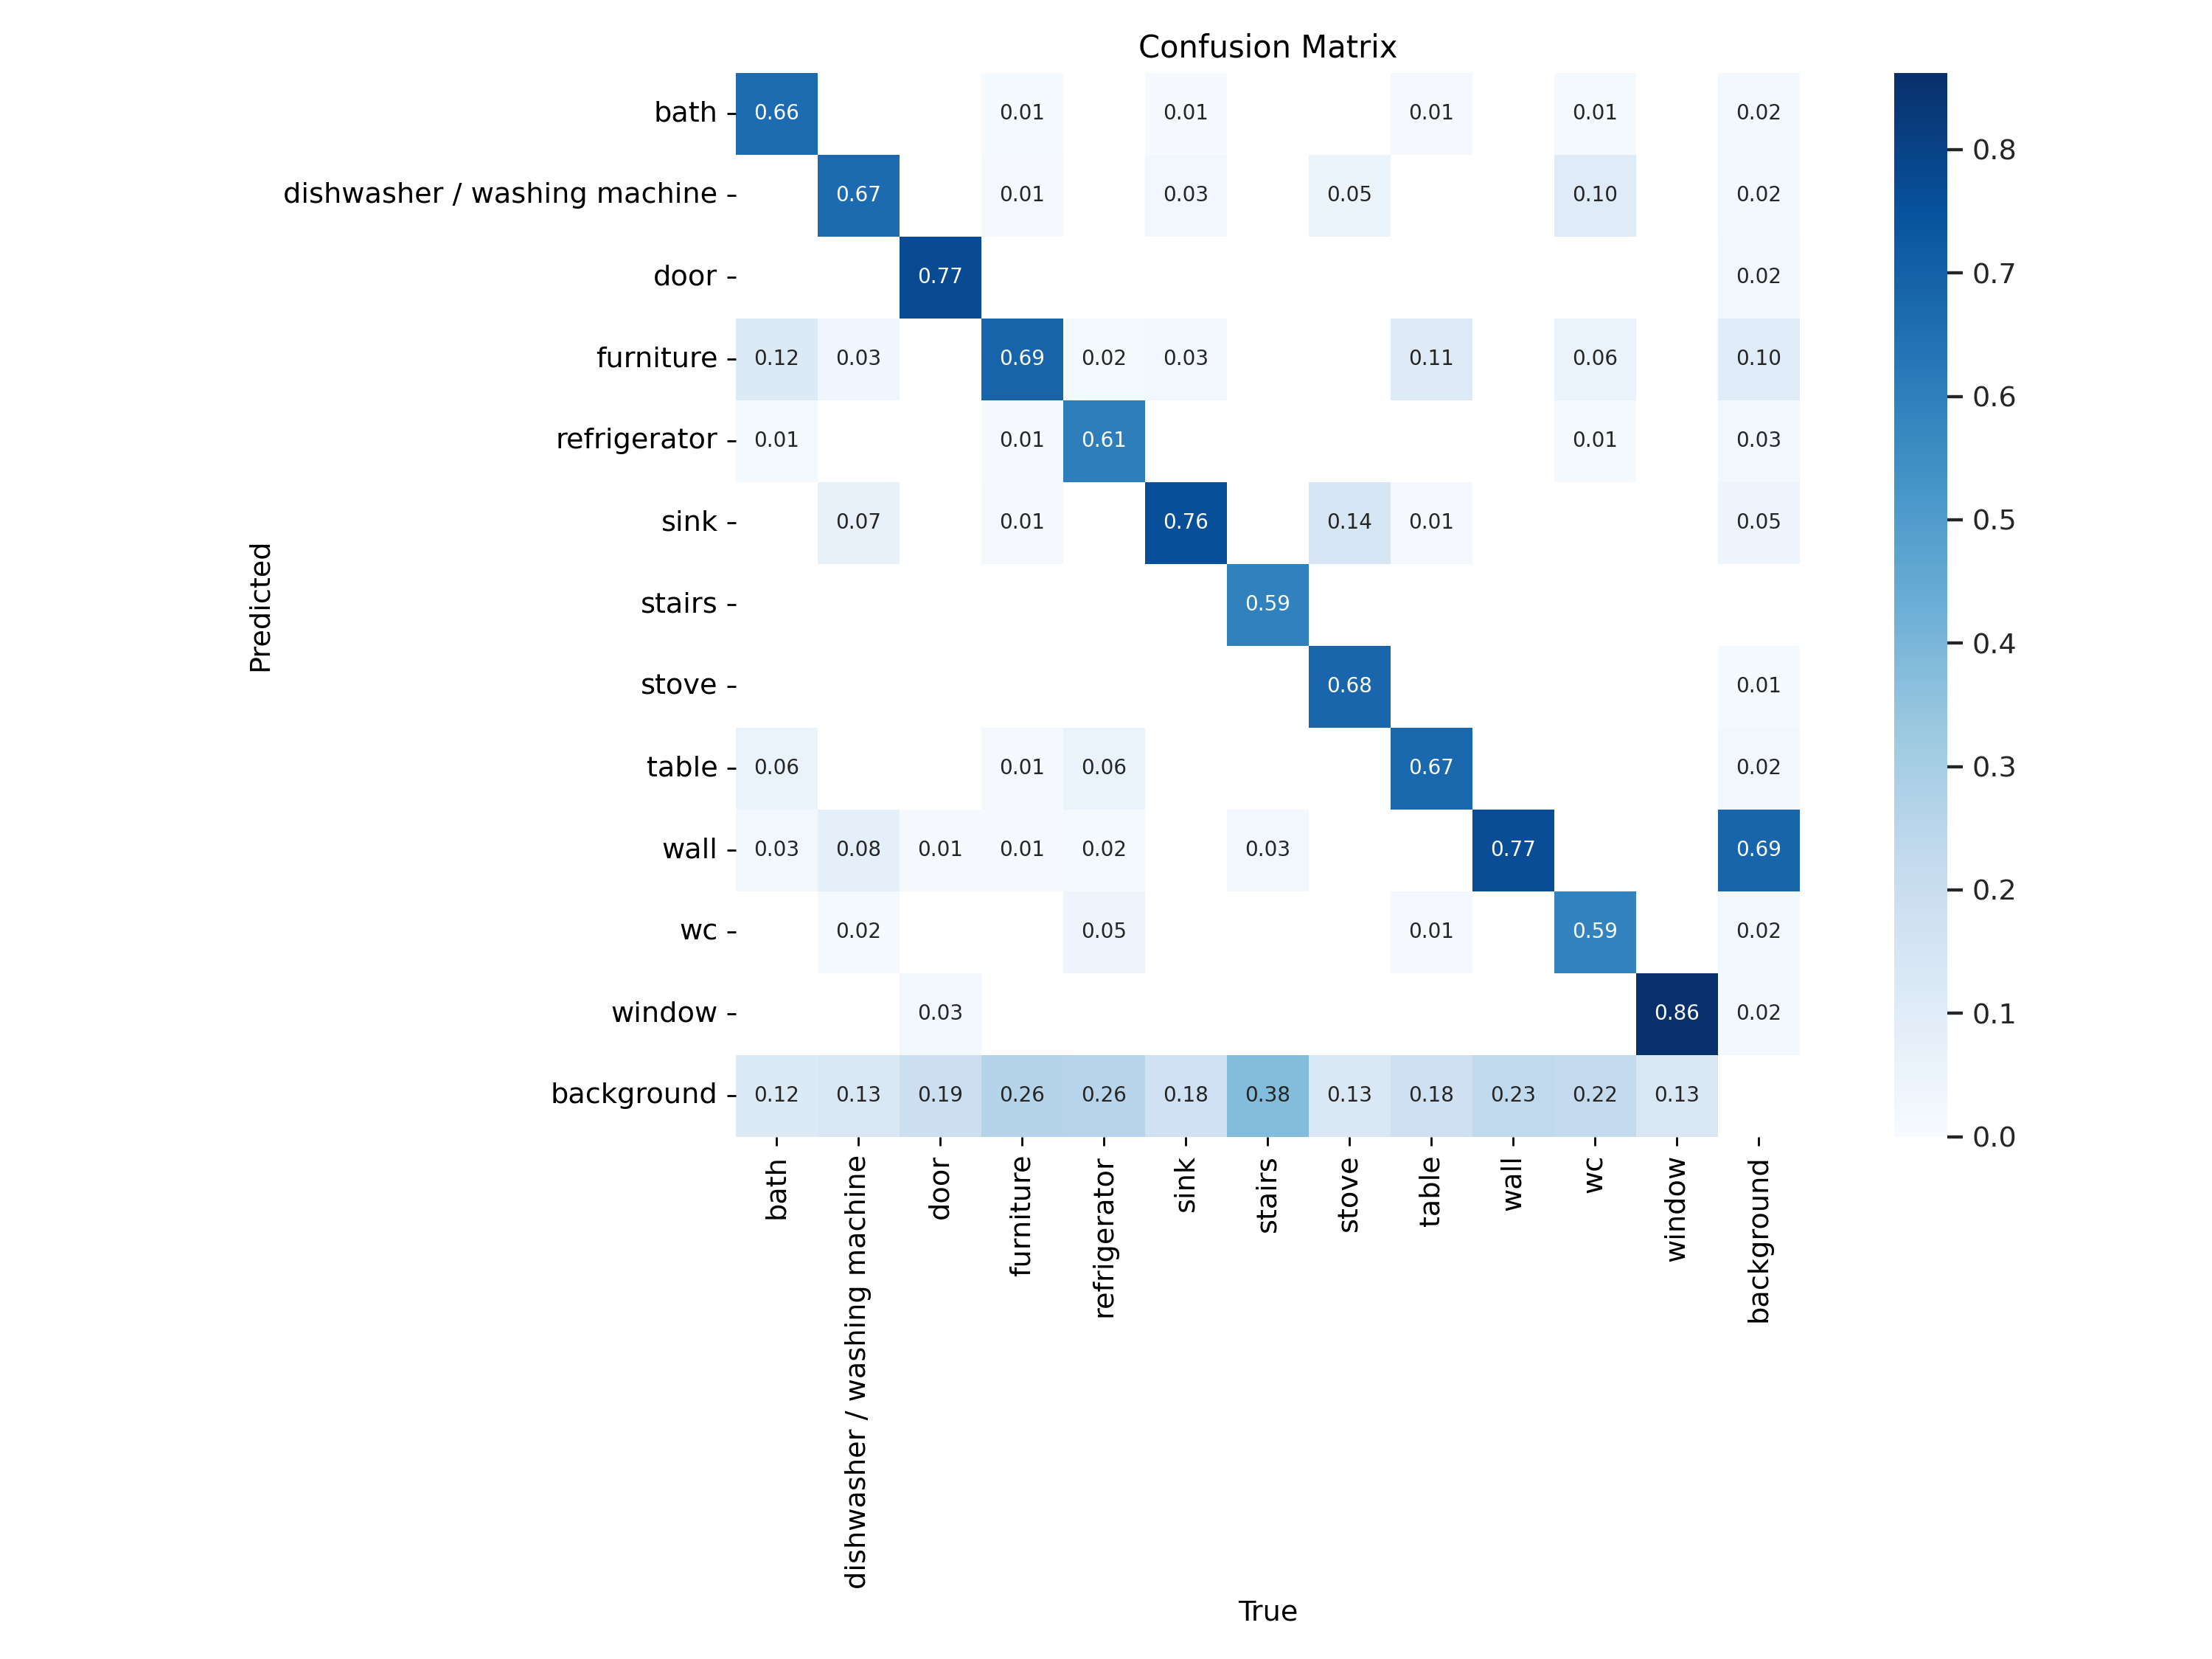 Confusion Matrix
bath 0.66 0.01 0.01 0.01 0.01 0.02
dishwasher / washing machine 0.67 0.01 0.03 0.05 0.10 0.02
door 0.77 0.02
furniture 0.12 0.03 0.69 0.02 0.03 0.11 0.06 0.10
refrigerator 0.01 0.01 0.61 0.01 0.03
sink 0.07 0.01 0.76 0.14 0.01 0.05
stairs 0.59
stove 0.68 0.01
table 0.06 0.01 0.06 0.67 0.02
wall 0.03 0.08 0.01 0.01 0.02 0.03 0.77 0.69
wc 0.02 0.05 0.01 0.59 0.02
window 0.03 0.86 0.02
background 0.12 0.13 0.19 0.26 0.26 0.18 0.38 0.13 0.18 0.23 0.22 0.13
Predicted
bath
dishwasher / washing machine
door
furniture
refrigerator
sink
stairs
stove
table
wall
wc
window
background
True
0.8
0.7
0.6
0.5
0.4
0.3
0.2
0.1
0.0